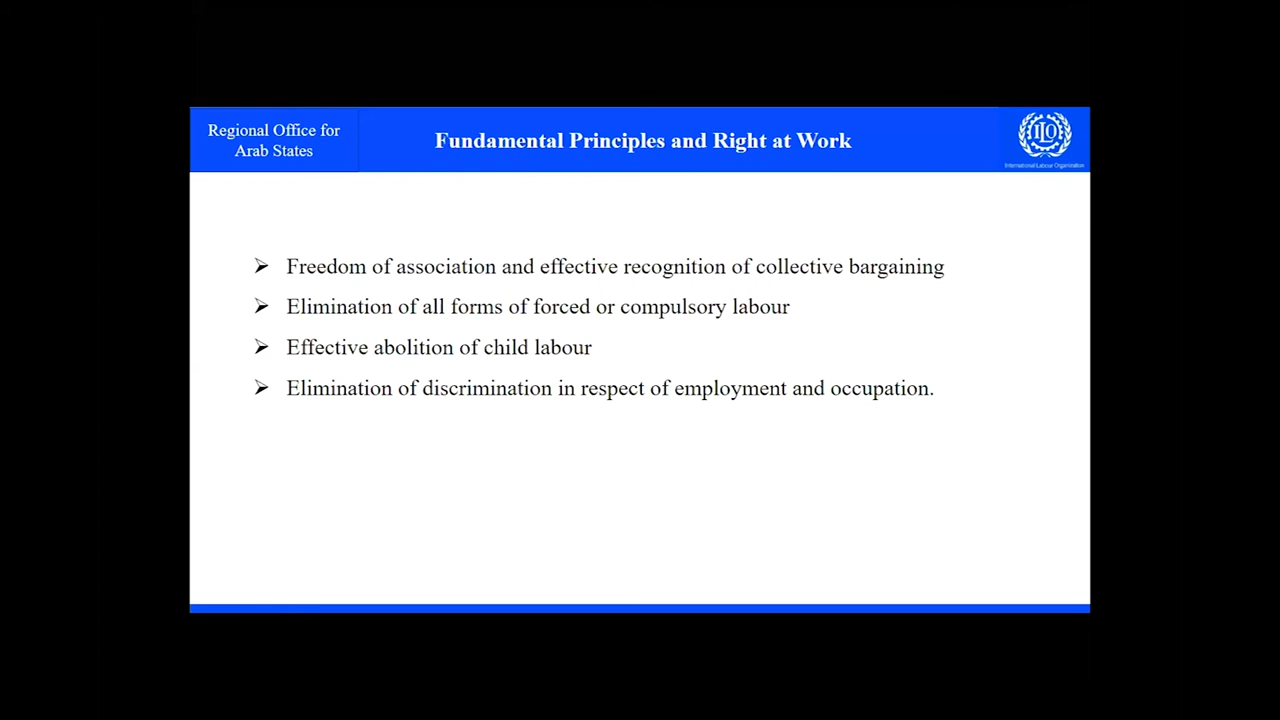 Regional Office for
Arab States
Fundamental Principles and Right at Work
ILO
International Labour Organization
Freedom of association and effective recognition of collective bargaining
Elimination of all forms of forced or compulsory labour
Effective abolition of child labour
Elimination of discrimination in respect of employment and occupation.